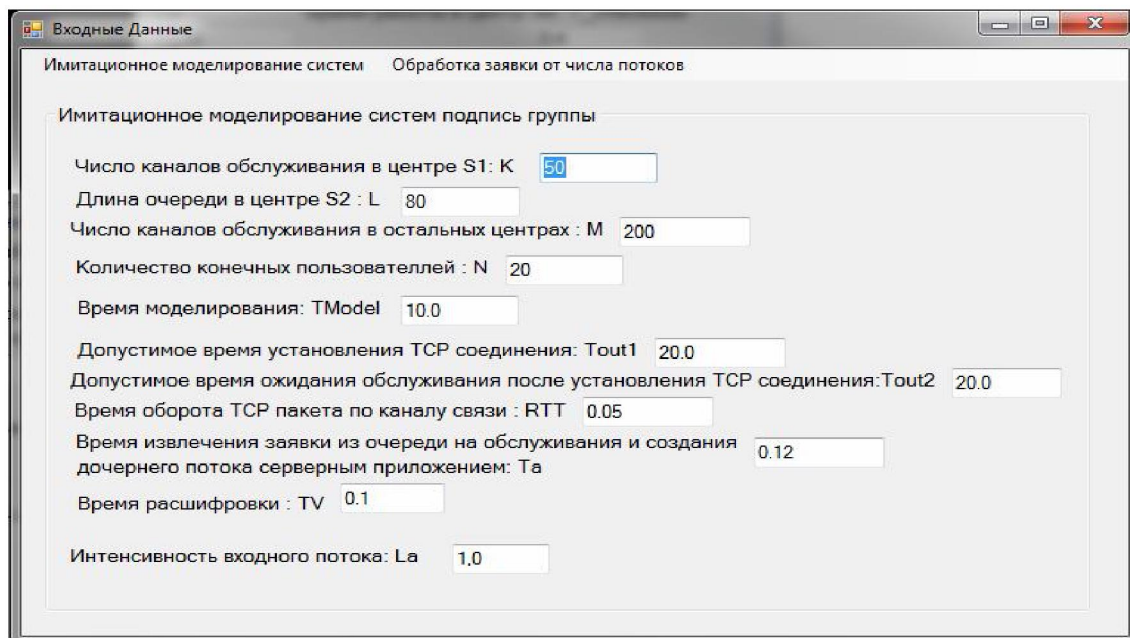 Входные Данные
Имитационное моделирование систем Обработка заявки от числа потоков
Имитационное моделирование систем подпись группы
Число каналов обслуживания в центре S1: K 50
Длина очереди в центре S2 : L 80
Число каналов обслуживания в остальных центрах : M 200
Количество конечных пользователлей : N 20
Время моделирования: TModel 10.0
Допустимое время установления TCP соединения: Tout1 20.0
Допустимое время ожидания обслуживания после установления TCP соединения:Tout2 20.0
Время оборота TCP пакета по каналу связи : RTT 0.05
Время извлечения заявки из очереди на обслуживания и создания
дочернего потока серверным приложением: Ta 0.12
Время расшифровки : TV 0.1
Интенсивность входного потока: La 1,0